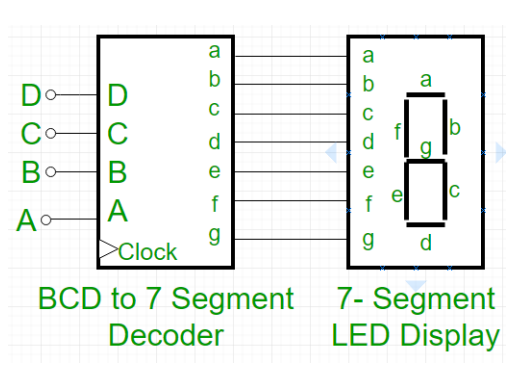 D
C
B
A
D
C
B
A
Clock
a
b
c
d
e
f
g
a
b
c
d
e
f
g
a
f
b
g
e
c
d
BCD to 7 Segment
Decoder
7- Segment
LED Display